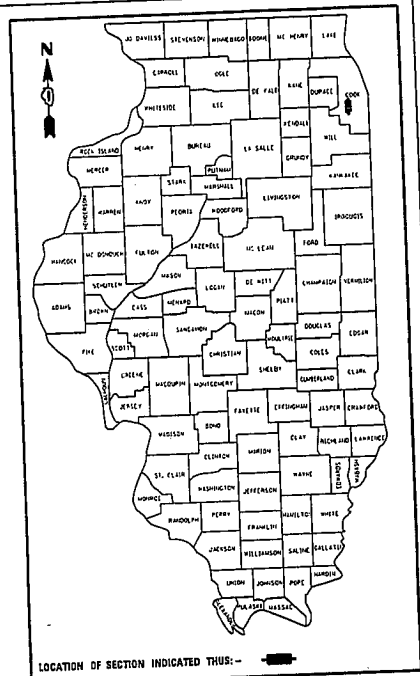 JO DAVIESS STEPHENSON WINNEBAGO BOONE MC HENRY LAKE
N
CARROLL OGLE
DE KALB KANE DUPAGE COOK
WHITESIDE LEE
KENDALL WILL
ROCK ISLAND HENRY BUREAU LA SALLE GRUNDY
MERCER PUTNAM KANKAKEE
STARK MARSHALL
HENDERSON WARREN KNOX PEORIA WOODFORD LIVINGSTON IROQUOIS
HANCOCK MC DONOUGH FULTON TAZEWELL MC LEAN FORD
MASON
SCHUYLER LOGAN DE WITT CHAMPAIGN VERMILION
ADAMS BROWN CASS MENARD MACON PIATT
MORGAN SANGAMON DOUGLAS EDGAR
PIKE SCOTT CHRISTIAN MOULTRIE COLES
GREENE SHELBY CLARK
CALHOUN MACOUPIN MONTGOMERY CUMBERLAND
JERSEY FAYETTE EFFINGHAM JASPER CRAWFORD
MADISON BOND
CLAY RICHLAND LAWRENCE
CLINTON MARION
ST. CLAIR WAYNE EDWARDS WABASH
WASHINGTON JEFFERSON
MONROE
RANDOLPH PERRY HAMILTON WHITE
FRANKLIN
JACKSON WILLIAMSON SALINE GALLATIN
UNION JOHNSON POPE HARDIN
ALEXANDER PULASKI MASSAC
LOCATION OF SECTION INDICATED THUS:-